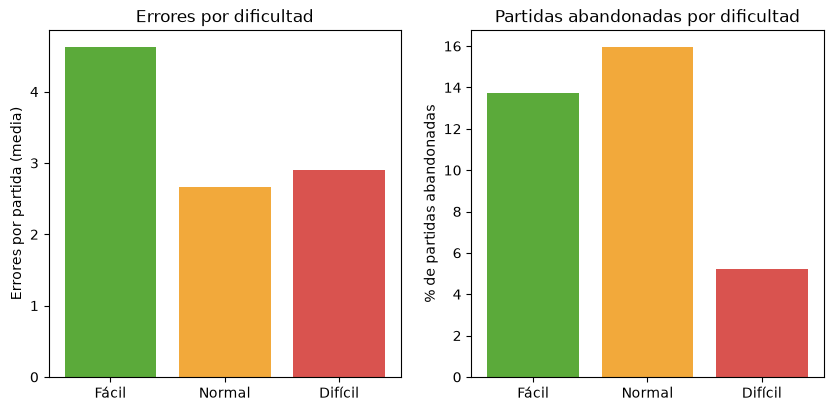 Errores por dificultad
Errores por partida (media)
4
3
2
1
0
Fácil Normal Difícil
Partidas abandonadas por dificultad
% de partidas abandonadas
16
14
12
10
8
6
4
2
0
Fácil Normal Difícil